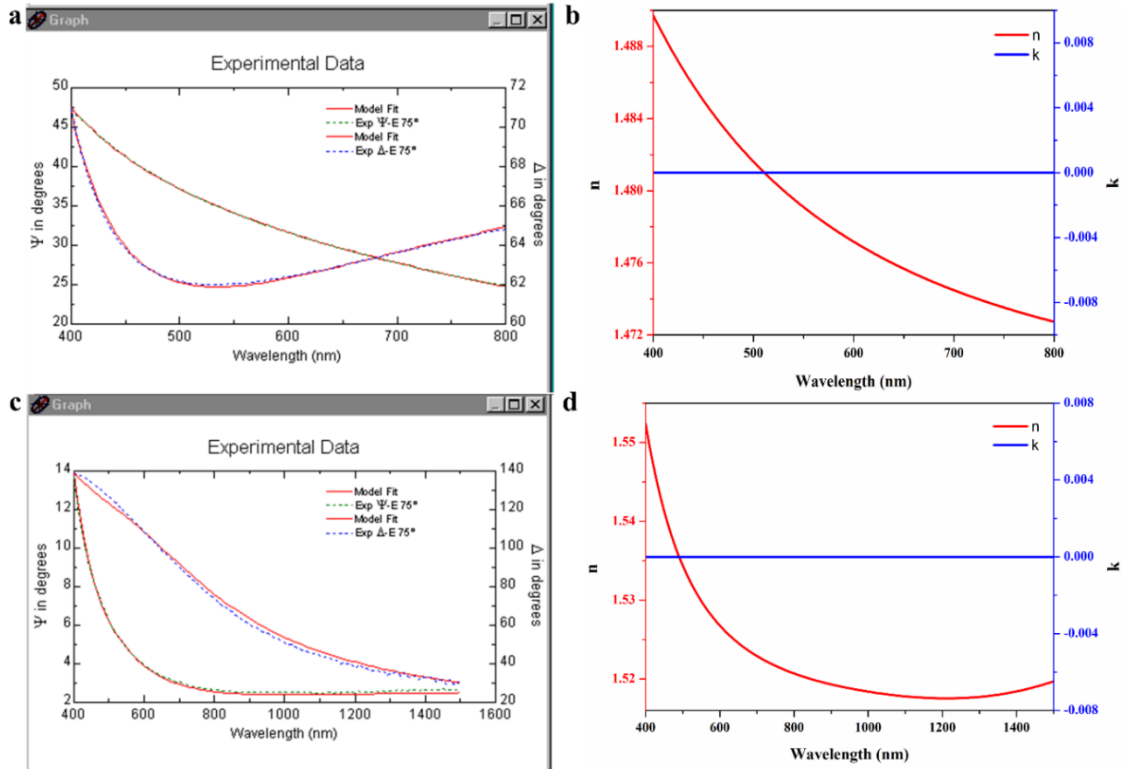 a
Graph
Experimental Data
Model Fit
Exp Ψ-E 75°
Model Fit
Exp Δ-E 75°
Ψ in degrees
50
45
40
35
30
25
20
Δ in degrees
72
70
68
66
64
62
60
400 500 600 700 800
Wavelength (nm)
b
n
k
n
1.488
1.484
1.480
1.476
1.472
k
0.008
0.004
0.000
-0.004
-0.008
400 500 600 700 800
Wavelength (nm)
c
Graph
Experimental Data
Model Fit
Exp Ψ-E 75°
Model Fit
Exp Δ-E 75°
Ψ in degrees
14
12
10
8
6
4
2
Δ in degrees
140
120
100
80
60
40
20
400 600 800 1000 1200 1400 1600
Wavelength (nm)
d
n
k
n
1.55
1.54
1.53
1.52
k
0.008
0.004
0.000
-0.004
-0.008
400 600 800 1000 1200 1400
Wavelength (nm)